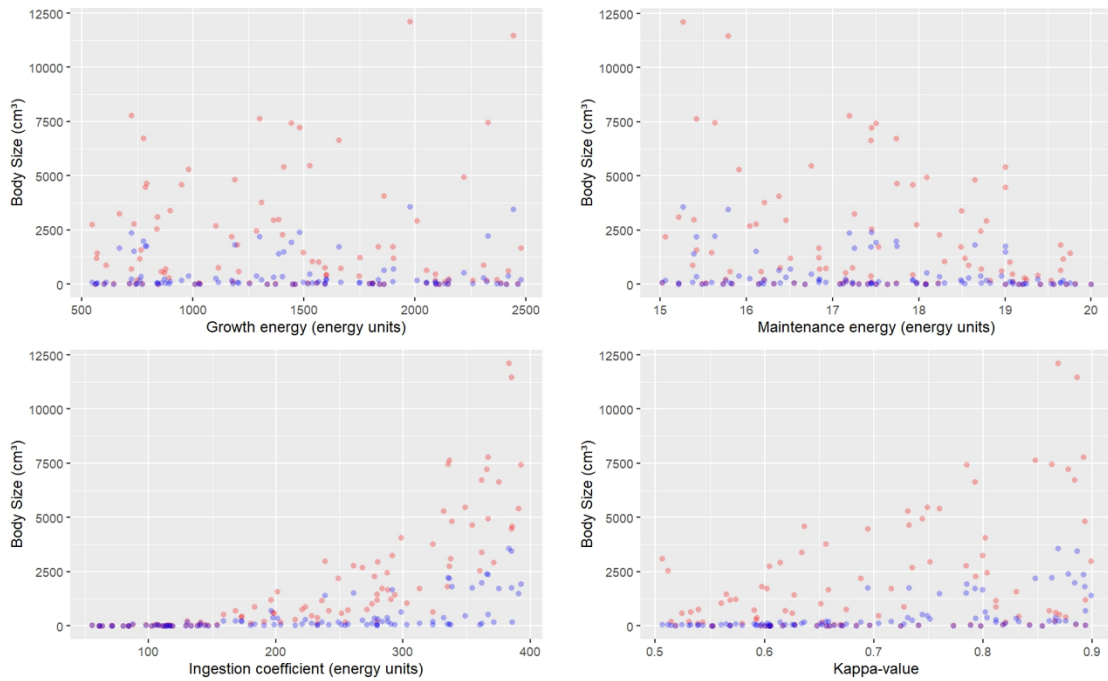 12500
10000
7500
5000
2500
0
Body Size (cm³)
500 1000 1500 2000 2500
Growth energy (energy units)
12500
10000
7500
5000
2500
0
Body Size (cm³)
15 16 17 18 19 20
Maintenance energy (energy units)
12500
10000
7500
5000
2500
0
Body Size (cm³)
100 200 300 400
Ingestion coefficient (energy units)
12500
10000
7500
5000
2500
0
Body Size (cm³)
0.5 0.6 0.7 0.8 0.9
Kappa-value